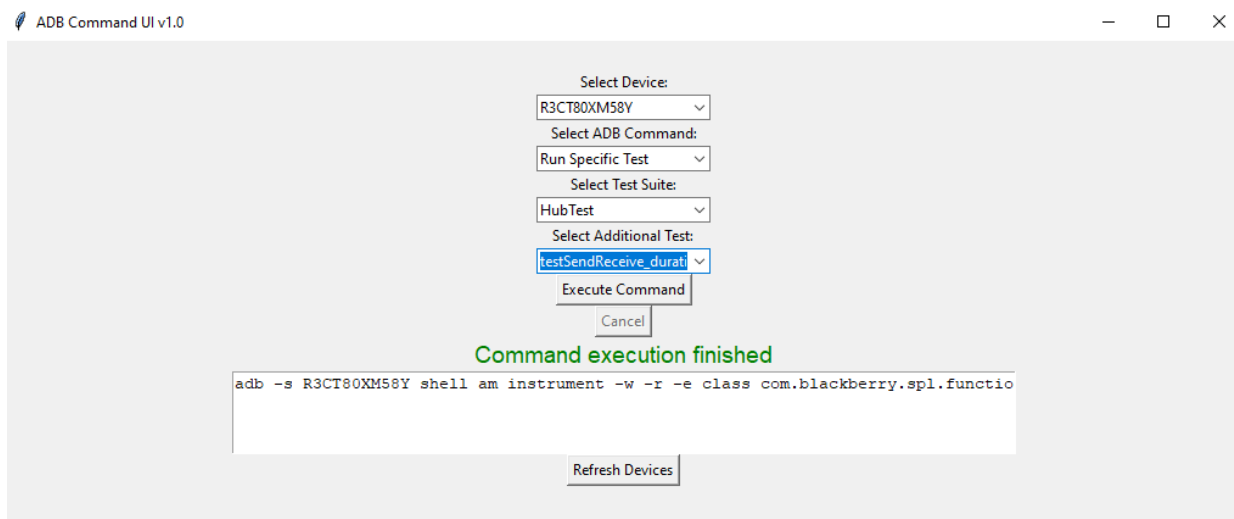 ADB Command UI v1.0
Select Device:
R3CT80XM58Y
Select ADB Command:
Run Specific Test
Select Test Suite:
HubTest
Select Additional Test:
testSendReceive_durati
Execute Command
Cancel
Command execution finished
adb -s R3CT80XM58Y shell am instrument -w -r -e class com.blackberry.spl.functio
Refresh Devices